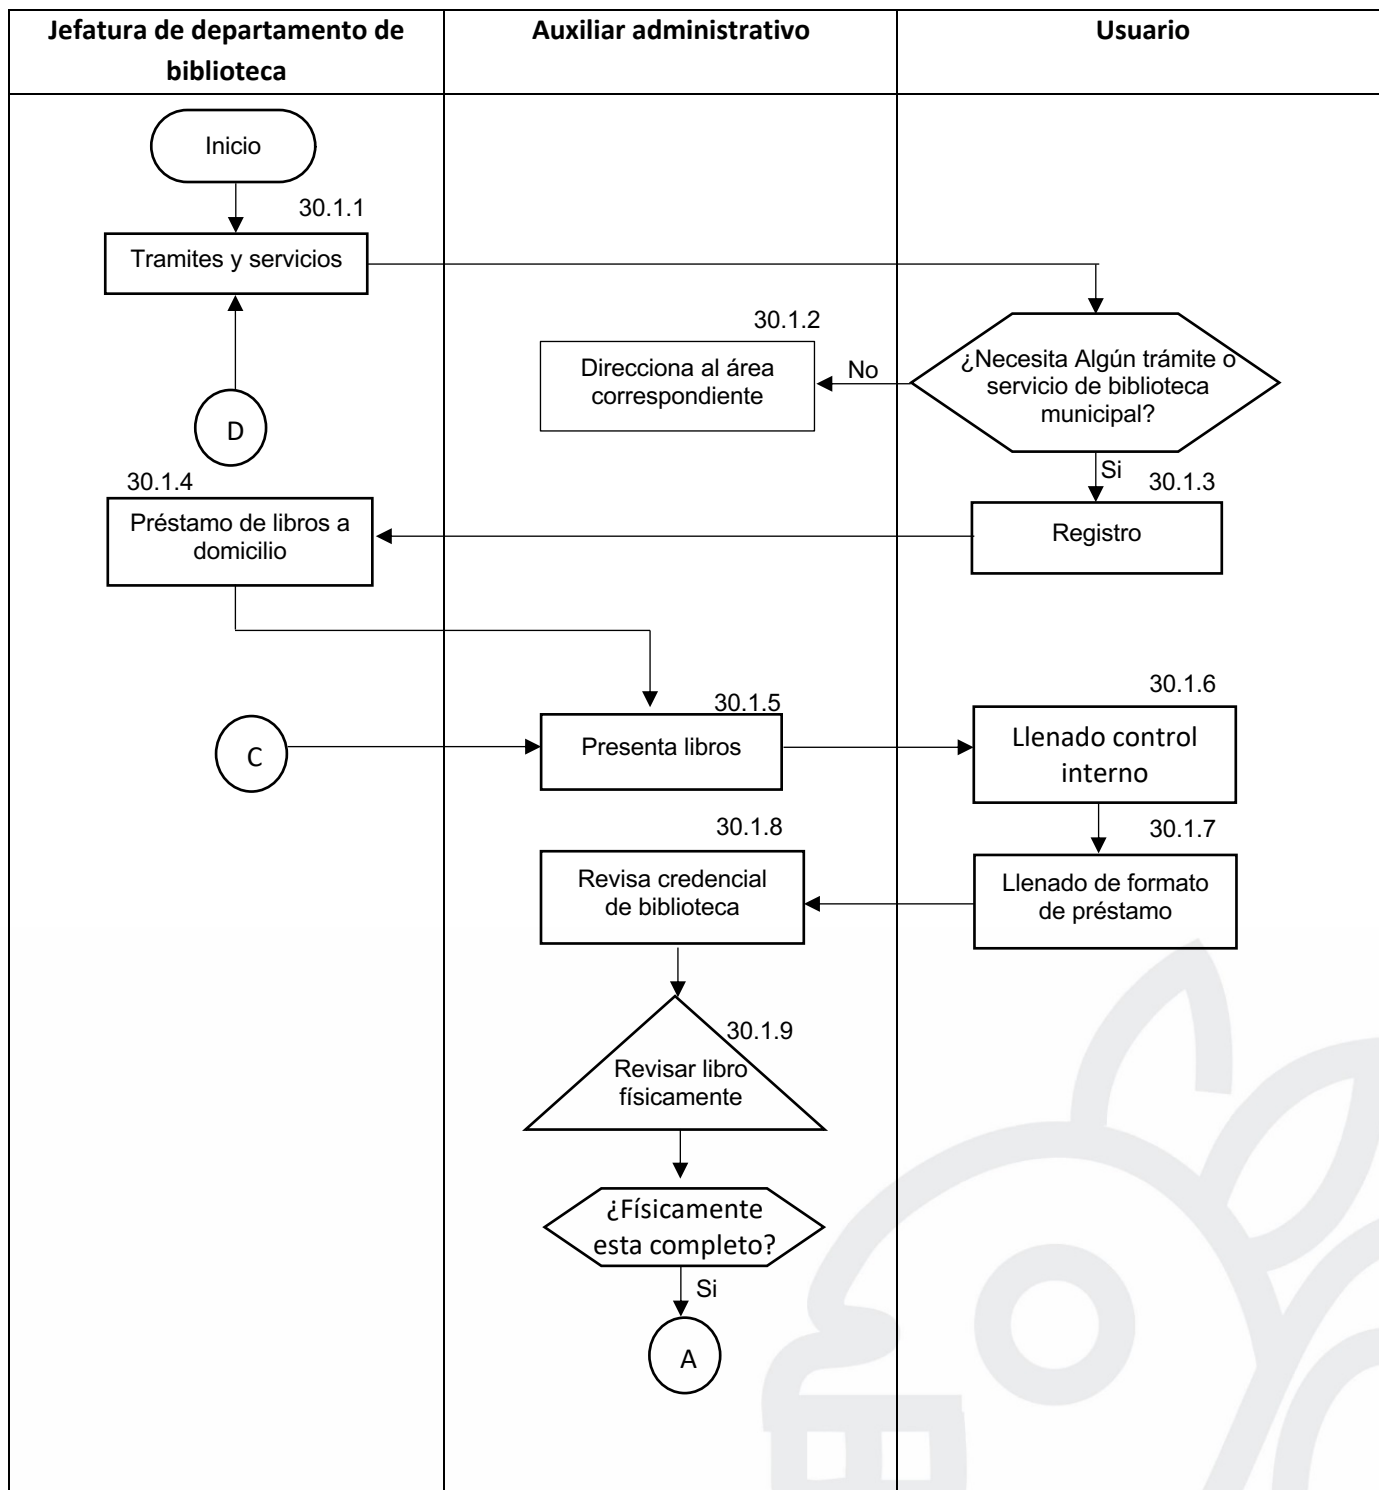 Jefatura de departamento de
biblioteca
Auxiliar administrativo
Usuario
Inicio
30.1.1
Tramites y servicios
30.1.2
Direcciona al área
correspondiente
No
¿Necesita Algún trámite o
servicio de biblioteca
municipal?
D
Si
30.1.3
30.1.4
Préstamo de libros a
domicilio
Registro
30.1.5
30.1.6
C
Presenta libros
Llenado control
interno
30.1.8
30.1.7
Revisa credencial
de biblioteca
Llenado de formato
de préstamo
30.1.9
Revisar libro
físicamente
¿Físicamente
esta completo?
Si
A